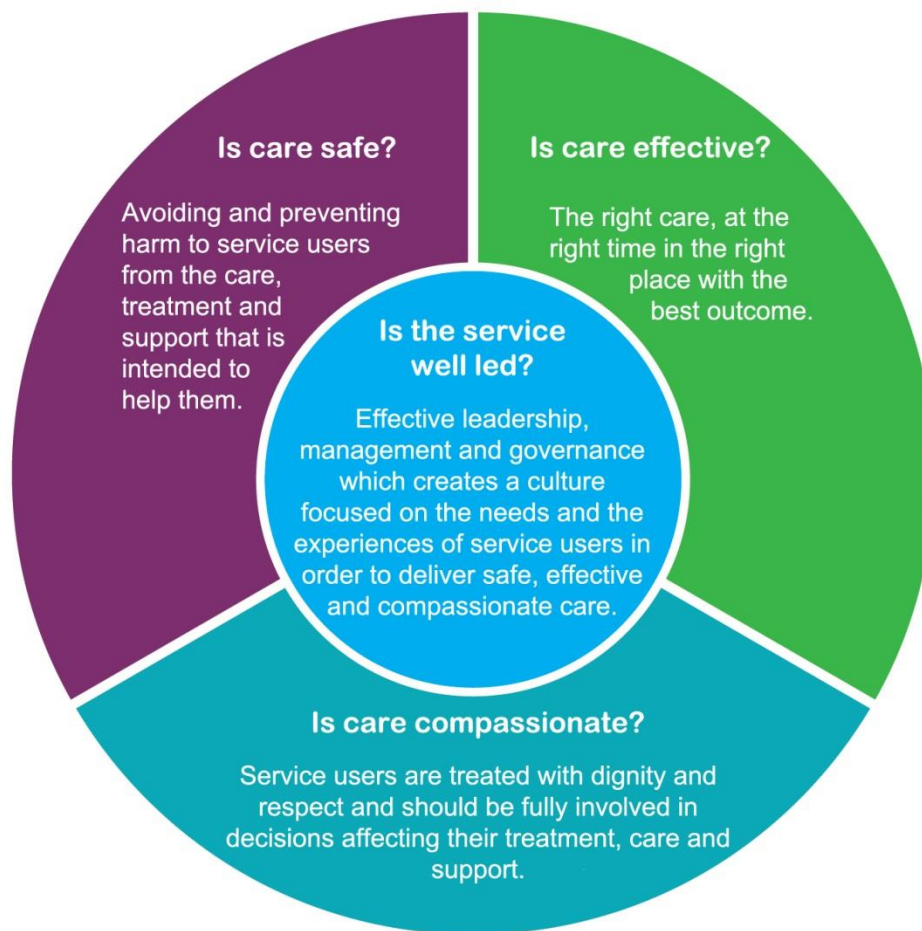 Is care safe?
Avoiding and preventing
harm to service users
from the care,
treatment and
support that is
intended to
help them.
Is care effective?
The right care, at the
right time in the right
place with the
best outcome.
Is the service
well led?
Effective leadership,
management and governance
which creates a culture
focused on the needs and the
experiences of service users in
order to deliver safe, effective
and compassionate care.
Is care compassionate?
Service users are treated with dignity and
respect and should be fully involved in
decisions affecting their treatment, care and
support.